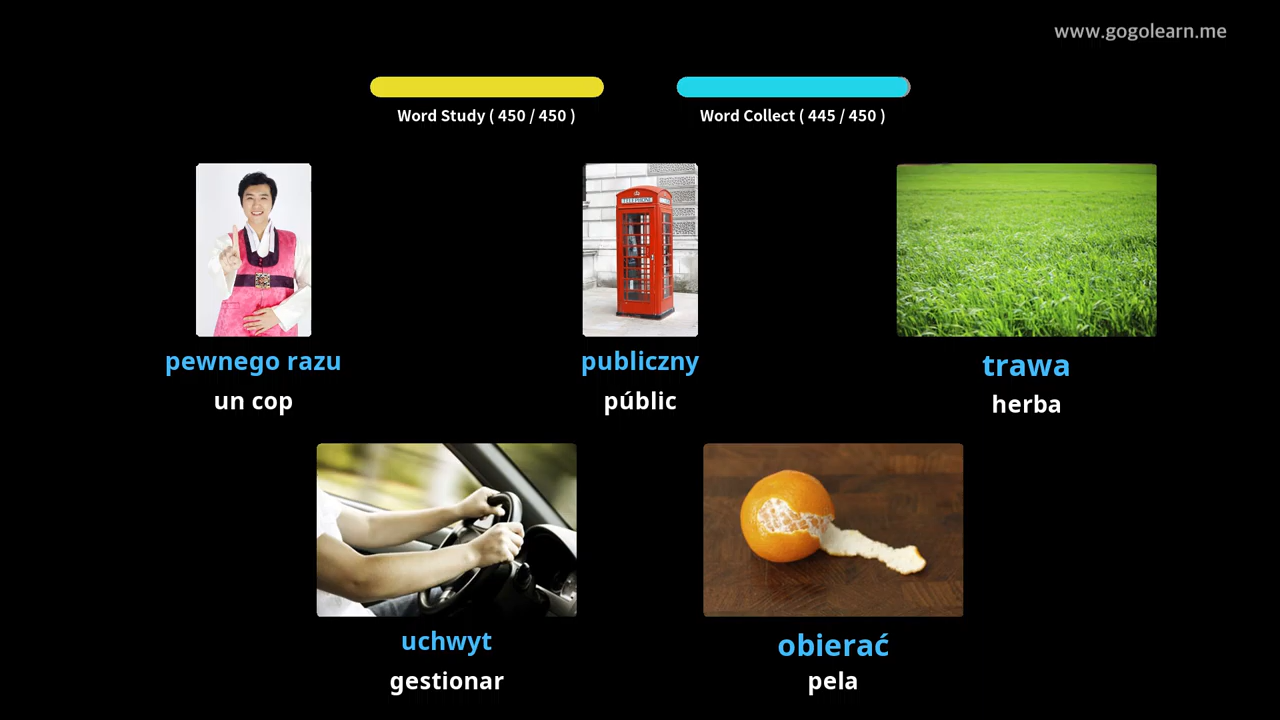 www.gogolearn.me
Word Study ( 450 / 450 )
Word Collect ( 445 / 450 )
TELEPHONE
pewnego razu
un cop
publiczny
públic
trawa
herba
uchwyt
gestionar
obierać
pela